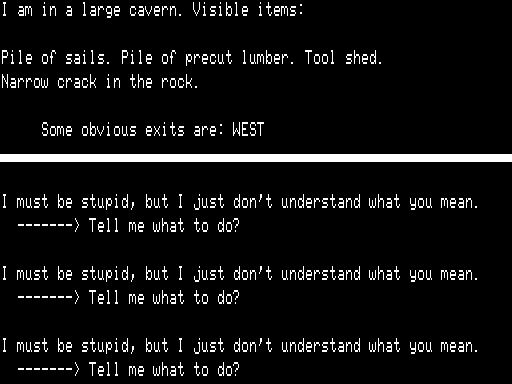 I am in a large cavern. Visible items:
Pile of sails. Pile of precut lumber. Tool shed.
Narrow crack in the rock.
Some obvious exits are: WEST
I must be stupid, but I just don't understand what you mean.
-------> Tell me what to do?
I must be stupid, but I just don't understand what you mean.
-------> Tell me what to do?
I must be stupid, but I just don't understand what you mean.
-------> Tell me what to do?